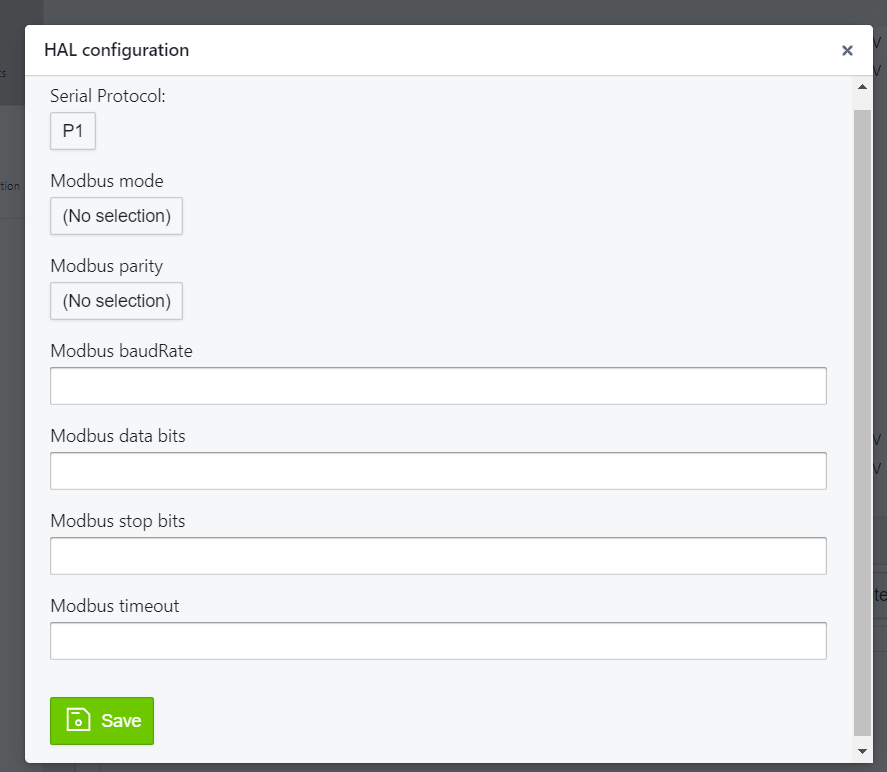 HAL configuration
Serial Protocol:
P1
Modbus mode
(No selection)
Modbus parity
(No selection)
Modbus baudRate
Modbus data bits
Modbus stop bits
Modbus timeout
Save